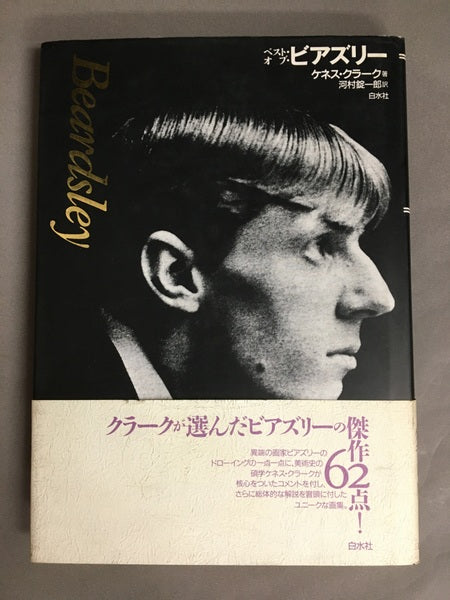 ベスト・オブ・ビアズリー
ケネス・クラーク著
河村錠一郎訳
白水社
Beardsley
クラークが選んだビアズリーの傑作62点!
異端の画家ビアズリーの
ドローイングの一点一点に、美術史の
碩学ケネス・クラークが
核心をついたコメントを付し、
さらに総体的な解説を冒頭に付した
ユニークな画集。
白水社